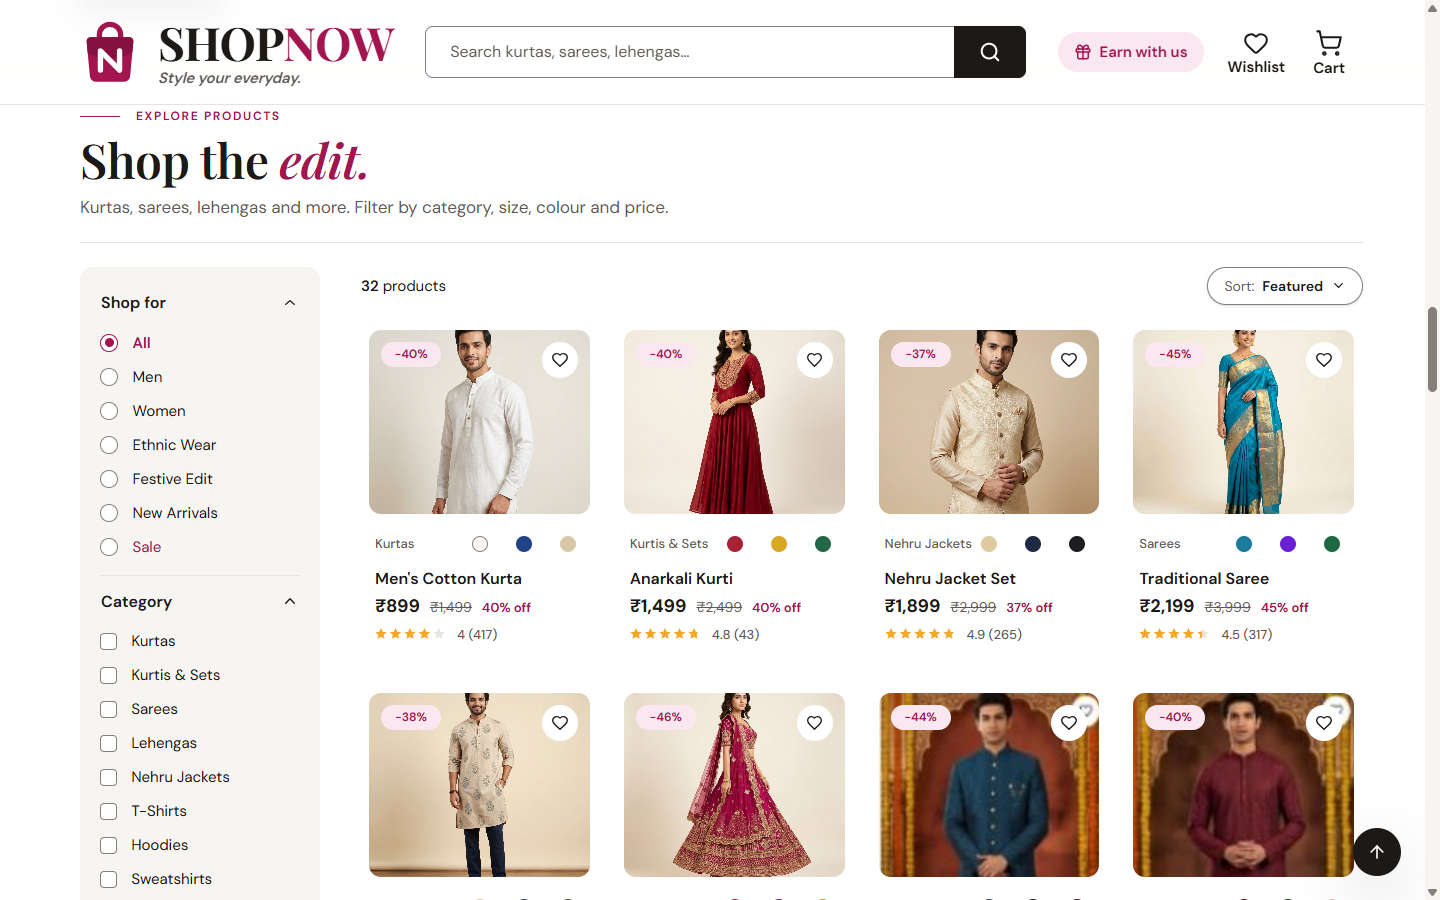 SHOPNOW
Style your everyday.
Search kurtas, sarees, lehengas...
Earn with us
Wishlist
Cart
EXPLORE PRODUCTS
Shop the edit.
Kurtas, sarees, lehengas and more. Filter by category, size, colour and price.
Shop for
All
Men
Women
Ethnic Wear
Festive Edit
New Arrivals
Sale
Category
Kurtas
Kurtis & Sets
Sarees
Lehengas
Nehru Jackets
T-Shirts
Hoodies
Sweatshirts
32 products
Sort: Featured
-40%
Kurtas
Men's Cotton Kurta
₹899 ₹1,499 40% off
4 (417)
-40%
Kurtis & Sets
Anarkali Kurti
₹1,499 ₹2,499 40% off
4.8 (43)
-37%
Nehru Jackets
Nehru Jacket Set
₹1,899 ₹2,999 37% off
4.9 (265)
-45%
Sarees
Traditional Saree
₹2,199 ₹3,999 45% off
4.5 (317)
-38%
-46%
-44%
-40%